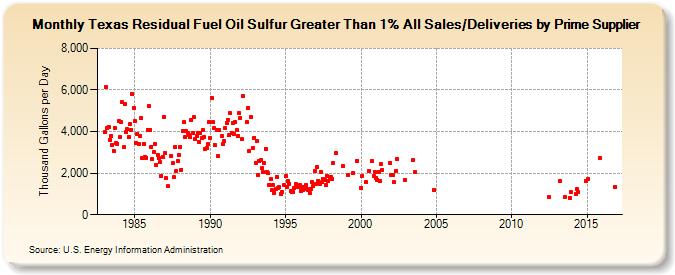 Monthly Texas Residual Fuel Oil Sulfur Greater Than 1% All Sales/Deliveries by Prime Supplier
Thousand Gallons per Day
8,000
6,000
4,000
2,000
0
1985 1990 1995 2000 2005 2010 2015
Source: U.S. Energy Information Administration